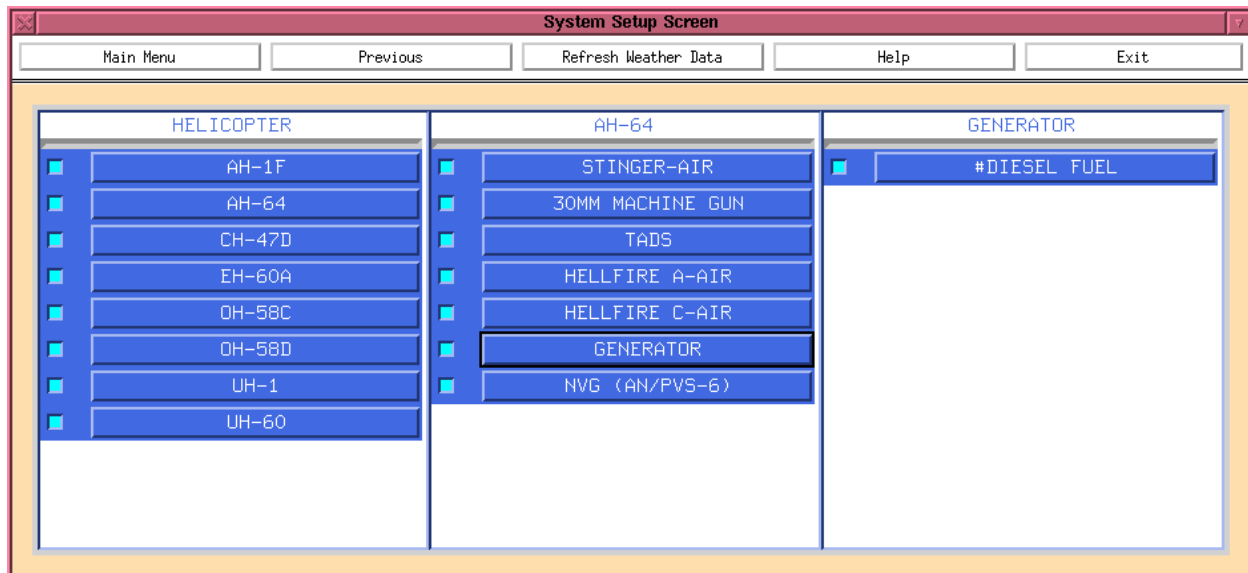 System Setup Screen
Main Menu
Previous
Refresh Weather Data
Help
Exit
HELICOPTER
AH-1F
AH-64
CH-47D
EH-60A
OH-58C
OH-58D
UH-1
UH-60
AH-64
STINGER-AIR
30MM MACHINE GUN
TADS
HELLFIRE A-AIR
HELLFIRE C-AIR
GENERATOR
NVG (AN/PVS-6)
GENERATOR
#DIESEL FUEL